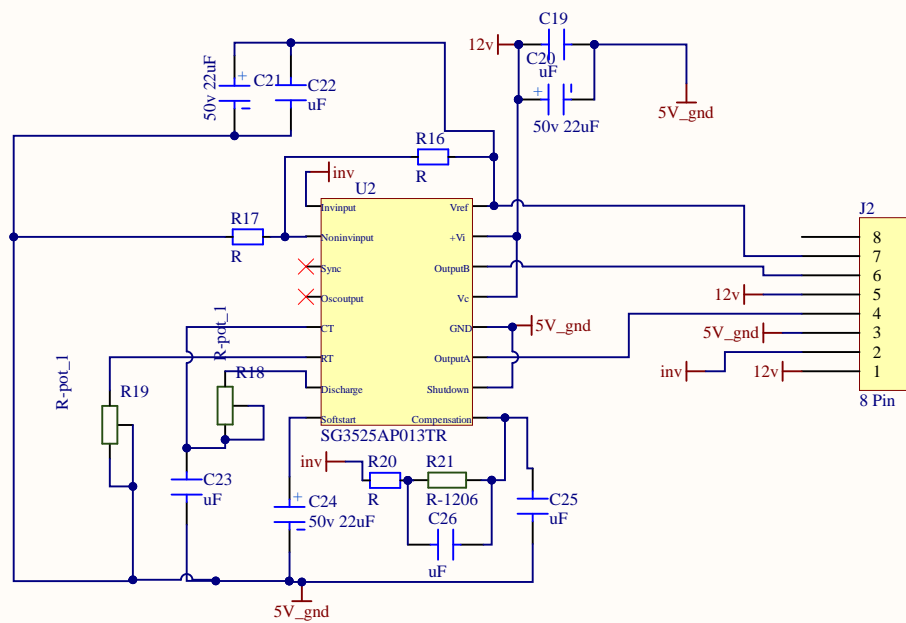 C19
12v
C20
uF
50v 22uF
C21
C22
uF
50v 22uF
5V_gnd
R16
R
inv
U2
R17
R
Invinput
Noninvinput
Sync
Oscoutput
CT
RT
Discharge
Softstart
Vref
+Vi
OutputB
Vc
GND
OutputA
Shutdown
Compensation
SG3525AP013TR
5V_gnd
J2
8
7
6
5
4
3
2
1
8 Pin
12v
5V_gnd
inv
12v
R-pot_1
R19
R-pot_1
R18
C23
uF
inv
R20
R
R21
R-1206
C24
50v 22uF
C26
uF
C25
uF
5V_gnd